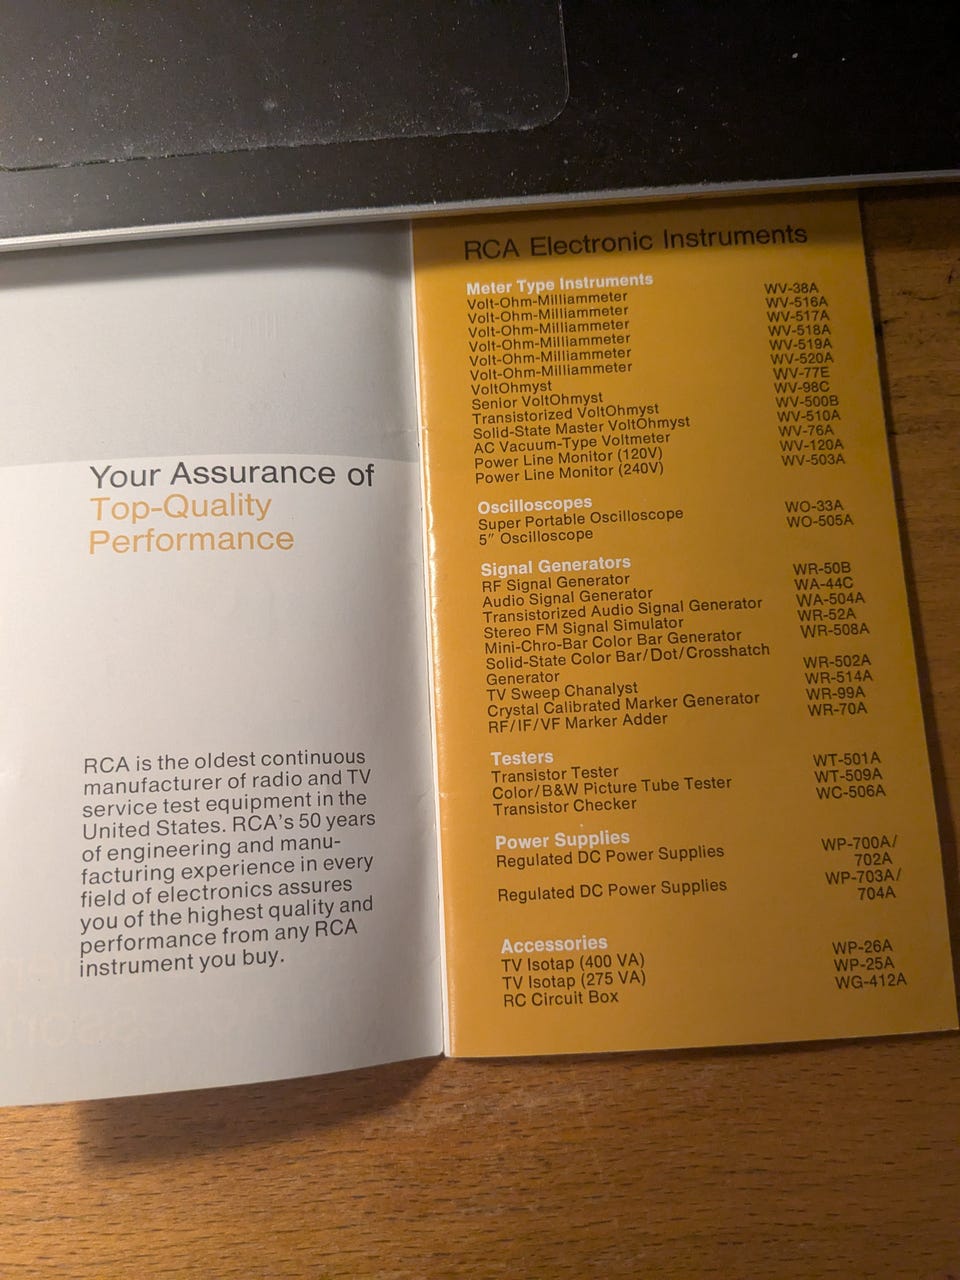 Your Assurance of
Top-Quality
Performance
RCA is the oldest continuous
manufacturer of radio and TV
service test equipment in the
United States. RCA's 50 years
of engineering and manu-
facturing experience in every
field of electronics assures
you of the highest quality and
performance from any RCA
instrument you buy.
RCA Electronic Instruments
Meter Type Instruments
Volt-Ohm-Milliammeter WV-38A
Volt-Ohm-Milliammeter WV-516A
Volt-Ohm-Milliammeter WV-517A
Volt-Ohm-Milliammeter WV-518A
Volt-Ohm-Milliammeter WV-519A
Volt-Ohm-Milliammeter WV-520A
VoltOhmyst WV-77E
Senior VoltOhmyst WV-98C
Transistorized VoltOhmyst WV-500B
Solid-State Master VoltOhmyst WV-510A
AC Vacuum-Type Voltmeter WV-76A
Power Line Monitor (120V) WV-120A
Power Line Monitor (240V) WV-503A
Oscilloscopes
Super Portable Oscilloscope WO-33A
5" Oscilloscope WO-505A
Signal Generators
RF Signal Generator WR-50B
Audio Signal Generator WA-44C
Transistorized Audio Signal Generator WA-504A
Stereo FM Signal Simulator WR-52A
Mini-Chro-Bar Color Bar Generator WR-508A
Solid-State Color Bar/Dot/Crosshatch
Generator WR-502A
TV Sweep Chanalyst WR-514A
Crystal Calibrated Marker Generator WR-99A
RF/IF/VF Marker Adder WR-70A
Testers
Transistor Tester WT-501A
Color/B&W Picture Tube Tester WT-509A
Transistor Checker WC-506A
Power Supplies
Regulated DC Power Supplies WP-700A/
702A
Regulated DC Power Supplies WP-703A/
704A
Accessories
TV Isotap (400 VA) WP-26A
TV Isotap (275 VA) WP-25A
RC Circuit Box WG-412A